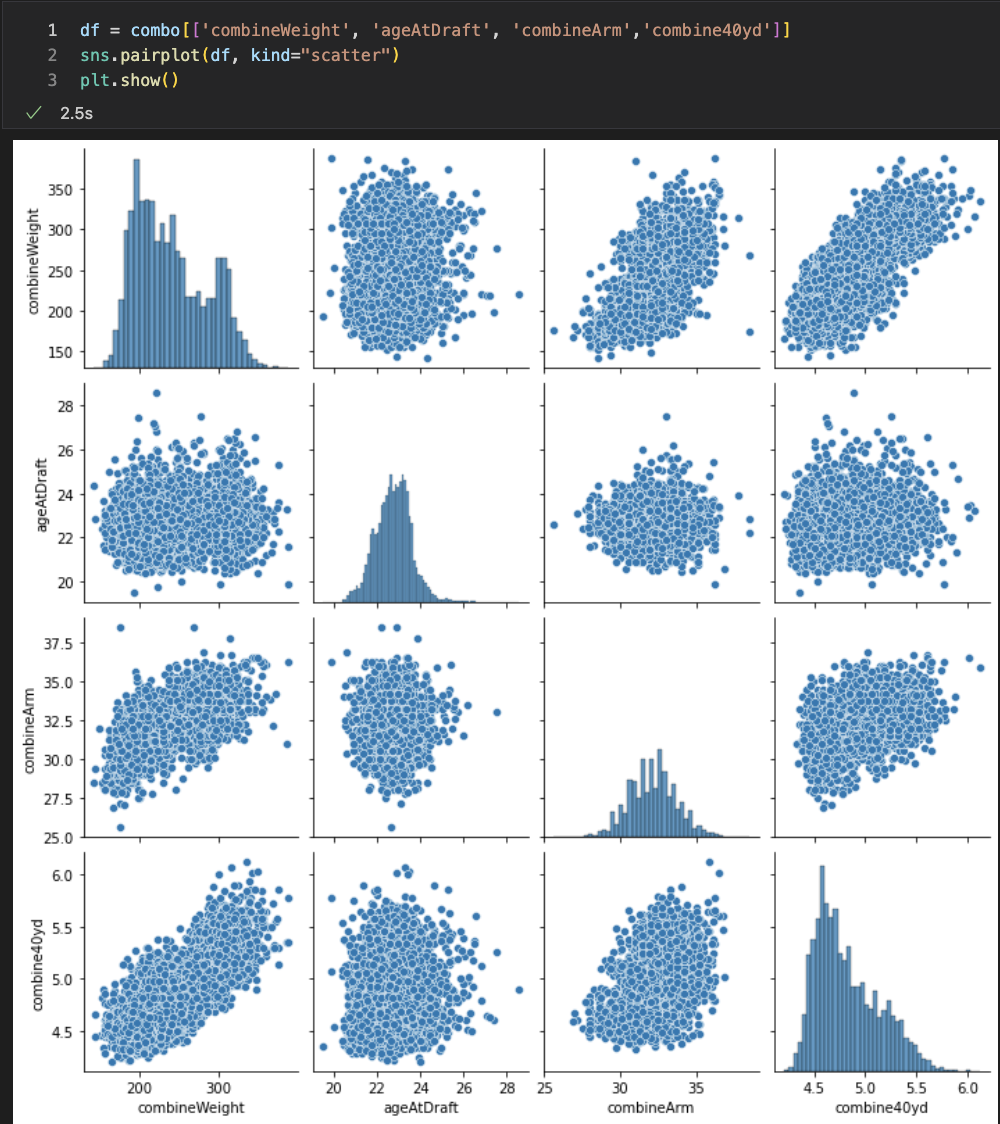 1 df = combo[['combineWeight', 'ageAtDraft', 'combineArm','combine40yd']]
2 sns.pairplot(df, kind="scatter")
3 plt.show()
2.5s
combineWeight
350
300
250
200
150
ageAtDraft
28
26
24
22
20
combineArm
37.5
35.0
32.5
30.0
27.5
25.0
combine40yd
6.0
5.5
5.0
4.5
200 300
20 22 24 26 28
25 30 35
4.5 5.0 5.5 6.0
combineWeight
ageAtDraft
combineArm
combine40yd